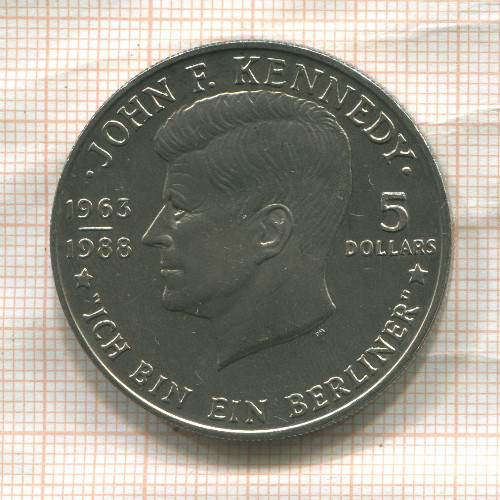 · JOHN F. KENNEDY ·
1963
1988
5
DOLLARS
"ICH BIN EIN BERLINER"